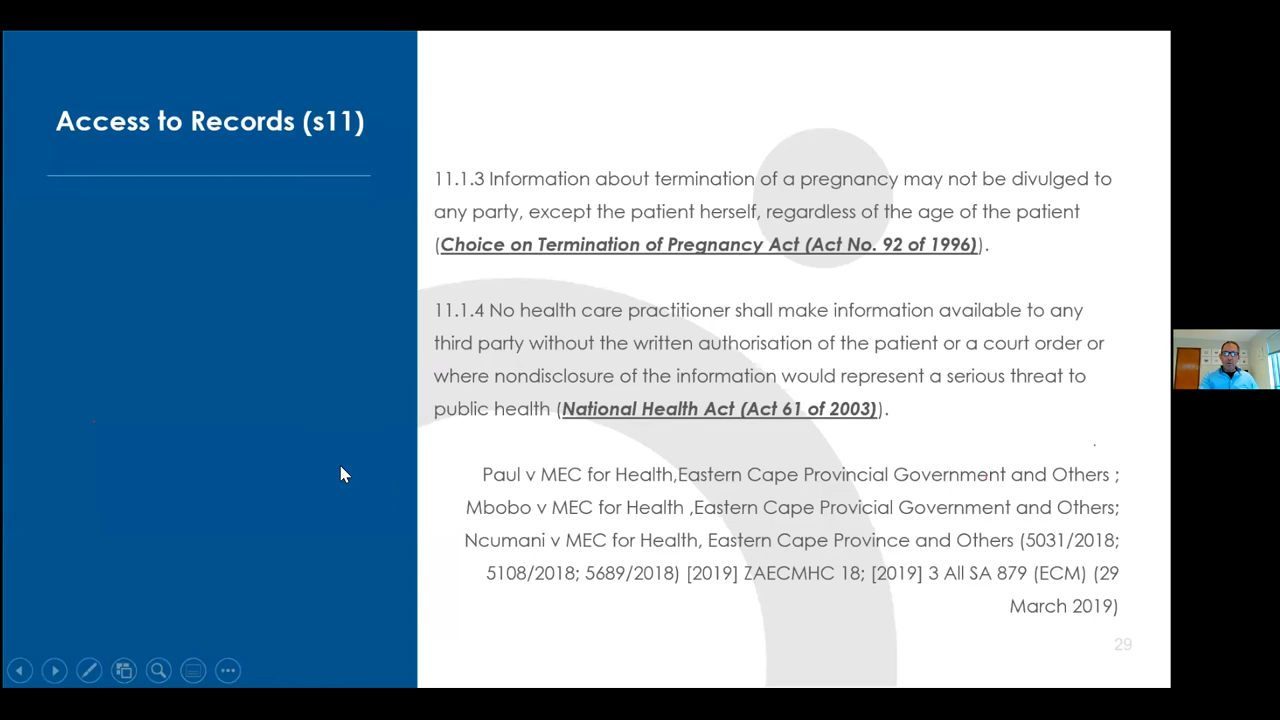 Access to Records (s11)
11.1.3 Information about termination of a pregnancy may not be divulged to
any party, except the patient herself, regardless of the age of the patient
(Choice on Termination of Pregnancy Act (Act No. 92 of 1996)).
11.1.4 No health care practitioner shall make information available to any
third party without the written authorisation of the patient or a court order or
where nondisclosure of the information would represent a serious threat to
public health (National Health Act (Act 61 of 2003)).
Paul v MEC for Health,Eastern Cape Provincial Government and Others ;
Mbobo v MEC for Health ,Eastern Cape Provicial Government and Others;
Ncumani v MEC for Health, Eastern Cape Province and Others (5031/2018;
5108/2018; 5689/2018) [2019] ZAECMHC 18; [2019] 3 All SA 879 (ECM) (29
March 2019)
29